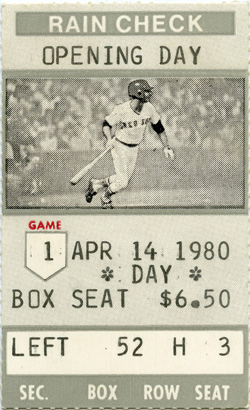 RAIN CHECK
OPENING DAY
GAME
1 APR 14 1980
* DAY *
BOX SEAT $6.50
LEFT 52 H 3
SEC. BOX ROW SEAT